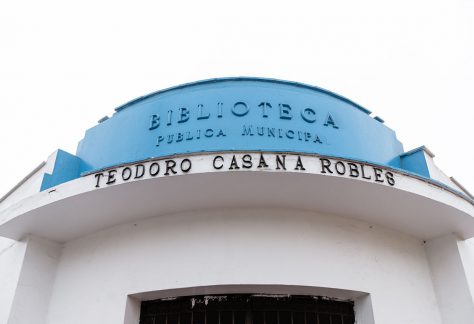 BIBLIOTECA
PUBLICA MUNICIPAL
TEODORO CASANA ROBLES